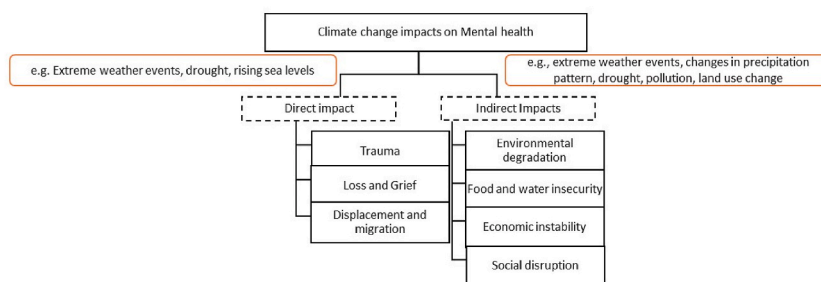 Climate change impacts on Mental health
e.g. Extreme weather events, drought, rising sea levels
e.g., extreme weather events, changes in precipitation
pattern, drought, pollution, land use change
Direct impact
Indirect Impacts
Trauma
Loss and Grief
Displacement and
migration
Environmental
degradation
Food and water insecurity
Economic instability
Social disruption